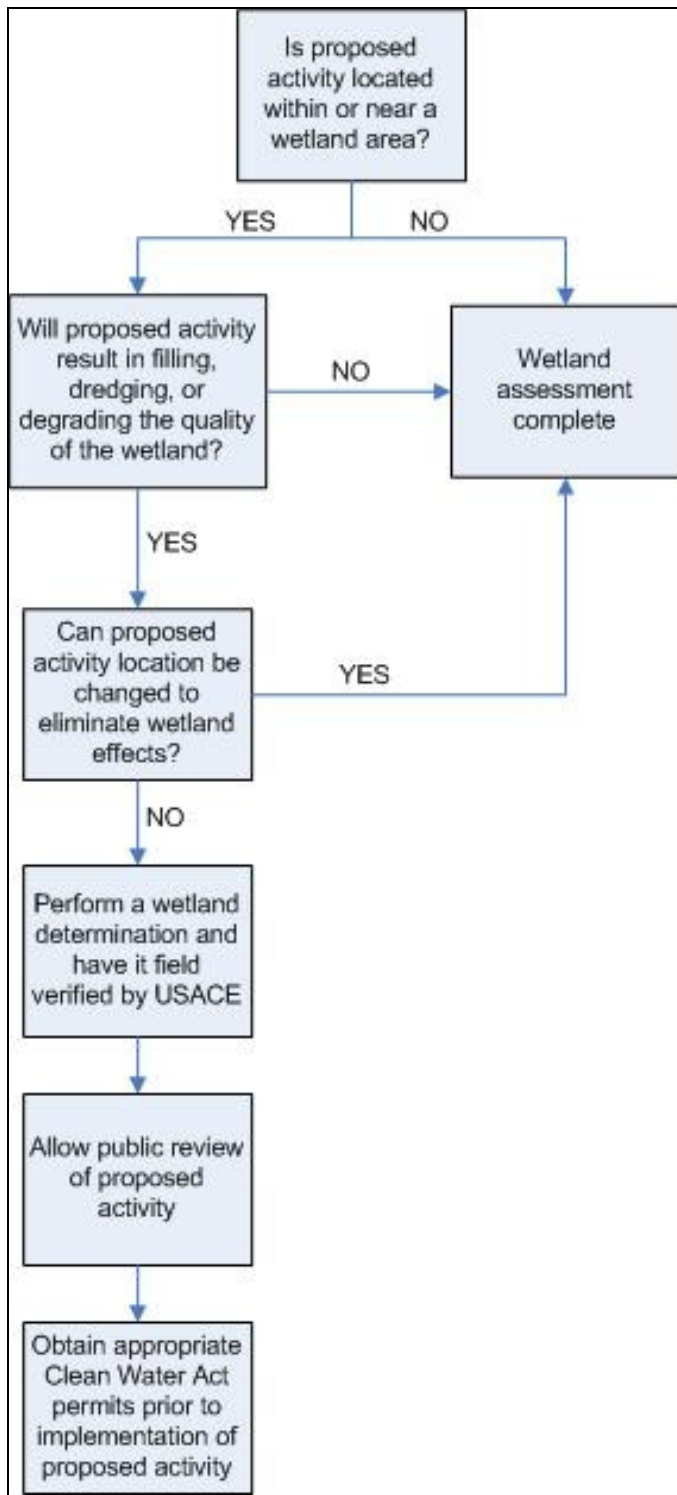 Is proposed
activity located
within or near a
wetland area?
YES
NO
Will proposed activity
result in filling,
dredging, or
degrading the quality
of the wetland?
NO
Wetland
assessment
complete
YES
Can proposed
activity location be
changed to
eliminate wetland
effects?
YES
NO
Perform a wetland
determination and
have it field
verified by USACE
Allow public review
of proposed
activity
Obtain appropriate
Clean Water Act
permits prior to
implementation of
proposed activity